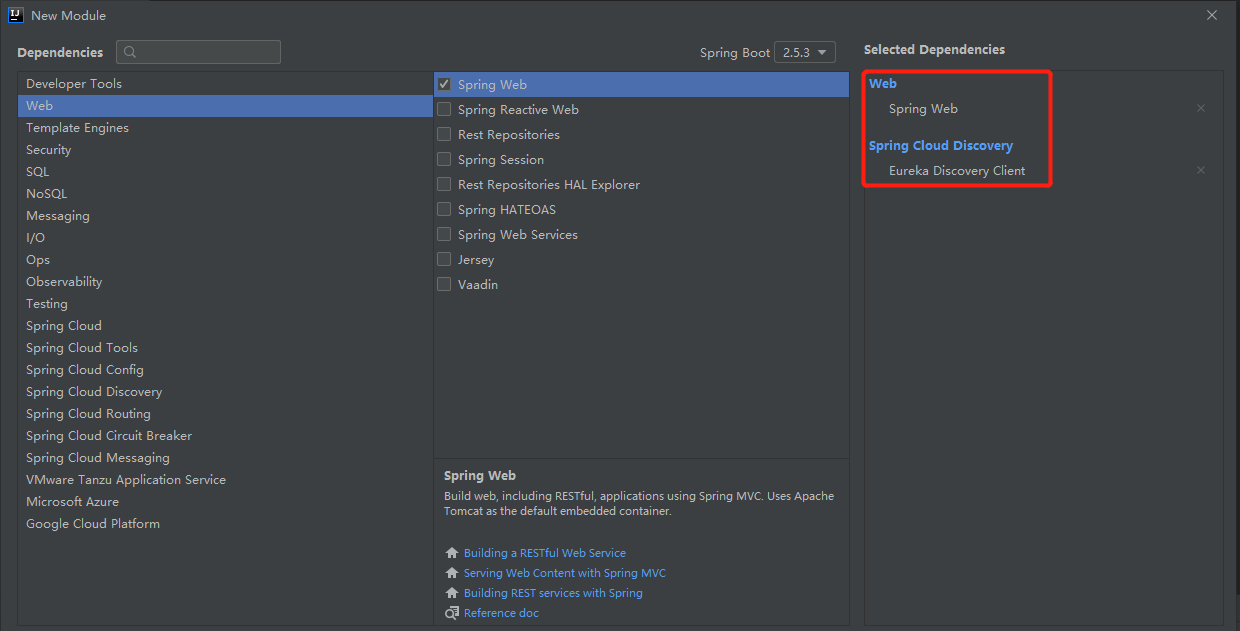 New Module
Dependencies
Spring Boot 2.5.3
Selected Dependencies
Developer Tools
Web
Template Engines
Security
SQL
NoSQL
Messaging
I/O
Ops
Observability
Testing
Spring Cloud
Spring Cloud Tools
Spring Cloud Config
Spring Cloud Discovery
Spring Cloud Routing
Spring Cloud Circuit Breaker
Spring Cloud Messaging
VMware Tanzu Application Service
Microsoft Azure
Google Cloud Platform
Spring Web
Spring Reactive Web
Rest Repositories
Spring Session
Rest Repositories HAL Explorer
Spring HATEOAS
Spring Web Services
Jersey
Vaadin
Spring Web
Build web, including RESTful, applications using Spring MVC. Uses Apache
Tomcat as the default embedded container.
Building a RESTful Web Service
Serving Web Content with Spring MVC
Building REST services with Spring
Reference doc
Web
Spring Web
Spring Cloud Discovery
Eureka Discovery Client